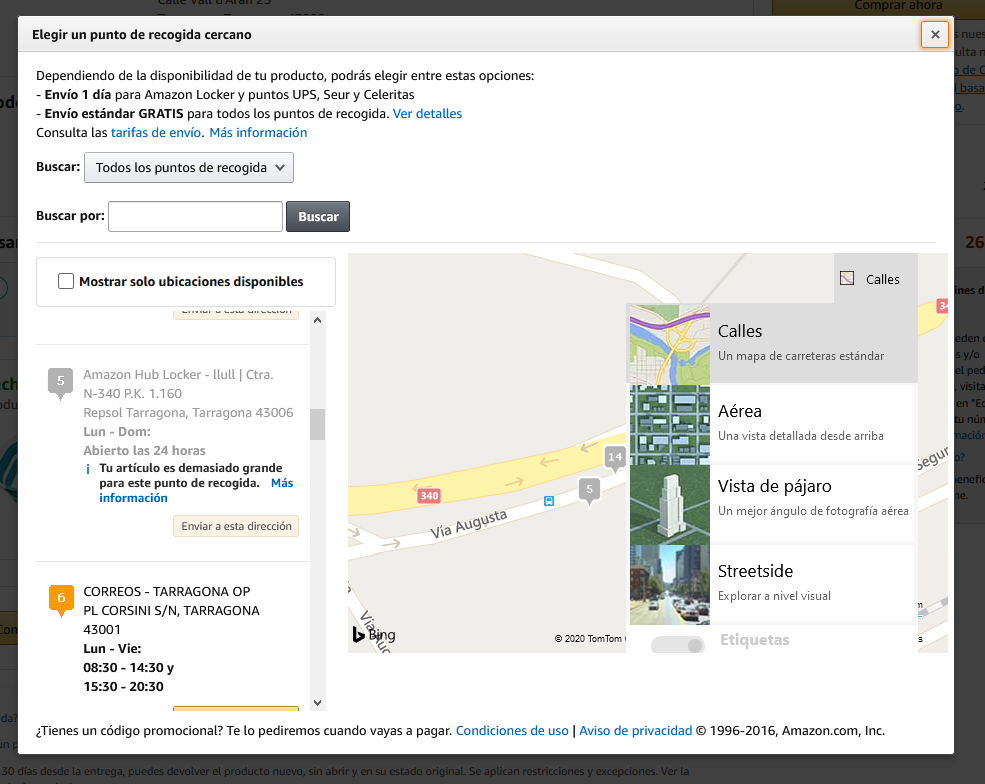 Calle Vall d'Aran 25
Comprar ahora
Elegir un punto de recogida cercano
Dependiendo de la disponibilidad de tu producto, podrás elegir entre estas opciones:
- Envío 1 día para Amazon Locker y puntos UPS, Seur y Celeritas
- Envío estándar GRATIS para todos los puntos de recogida. Ver detalles
Consulta las tarifas de envío. Más información
Buscar: Todos los puntos de recogida
Buscar por: Buscar
Mostrar solo ubicaciones disponibles
Enviar a esta dirección
5
Amazon Hub Locker - llull | Ctra.
N-340 P.K. 1.160
Repsol Tarragona, Tarragona 43006
Lun - Dom:
Abierto las 24 horas
i Tu artículo es demasiado grande
para este punto de recogida. Más
información
Enviar a esta dirección
6
CORREOS - TARRAGONA OP
PL CORSINI S/N, TARRAGONA
43001
Lun - Vie:
08:30 - 14:30 y
15:30 - 20:30
Calles
Calles
Un mapa de carreteras estándar
Aérea
Una vista detallada desde arriba
Vista de pájaro
Un mejor ángulo de fotografía aérea
Streetside
Explorar a nivel visual
Etiquetas
14
5
340
Vía Augusta
Bing
© 2020 TomTom
¿Tienes un código promocional? Te lo pediremos cuando vayas a pagar. Condiciones de uso | Aviso de privacidad © 1996-2016, Amazon.com, Inc.
30 días desde la entrega, puedes devolver el producto nuevo, sin abrir y en su estado original. Se aplican restricciones y excepciones. Ver la